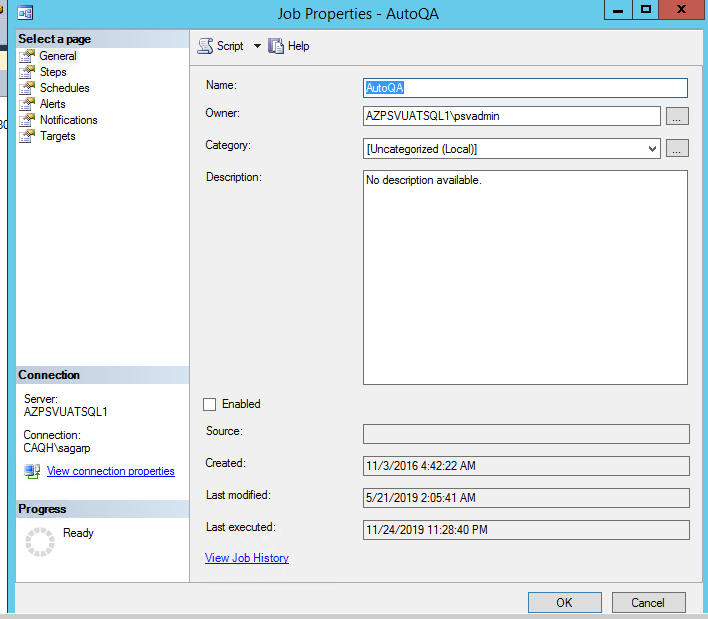 Job Properties - AutoQA
Select a page
General
Steps
Schedules
Alerts
Notifications
Targets
Script
Help
Name:
AutoQA
Owner:
AZPSVUATSQL1\psvadmin
...
Category:
[Uncategorized (Local)]
...
Description:
No description available.
Enabled
Source:
Created:
11/3/2016 4:42:22 AM
Last modified:
5/21/2019 2:05:41 AM
Last executed:
11/24/2019 11:28:40 PM
View Job History
Connection
Server:
AZPSVUATSQL1
Connection:
CAQH\sagarp
View connection properties
Progress
Ready
OK
Cancel